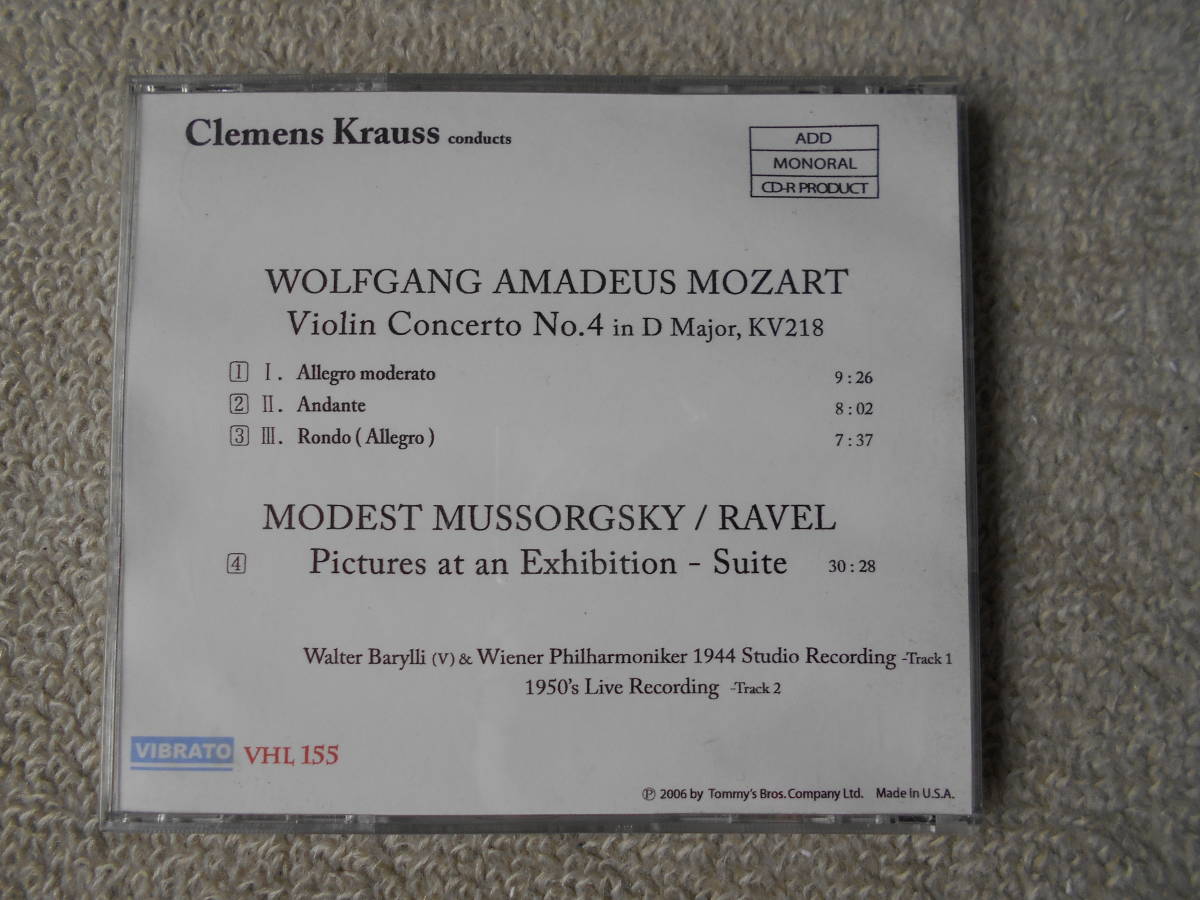 Clemens Krauss conducts
ADD
MONORAL
CD-R PRODUCT
WOLFGANG AMADEUS MOZART
Violin Concerto No.4 in D Major, KV218
1 I. Allegro moderato 9:26
2 II. Andante 8:02
3 III. Rondo ( Allegro ) 7:37
MODEST MUSSORGSKY / RAVEL
4 Pictures at an Exhibition - Suite 30:28
Walter Barylli (V) & Wiener Philharmoniker 1944 Studio Recording -Track 1
1950's Live Recording -Track 2
VIBRATO VHL 155
℗ 2006 by Tommy's Bros. Company Ltd. Made in U.S.A.